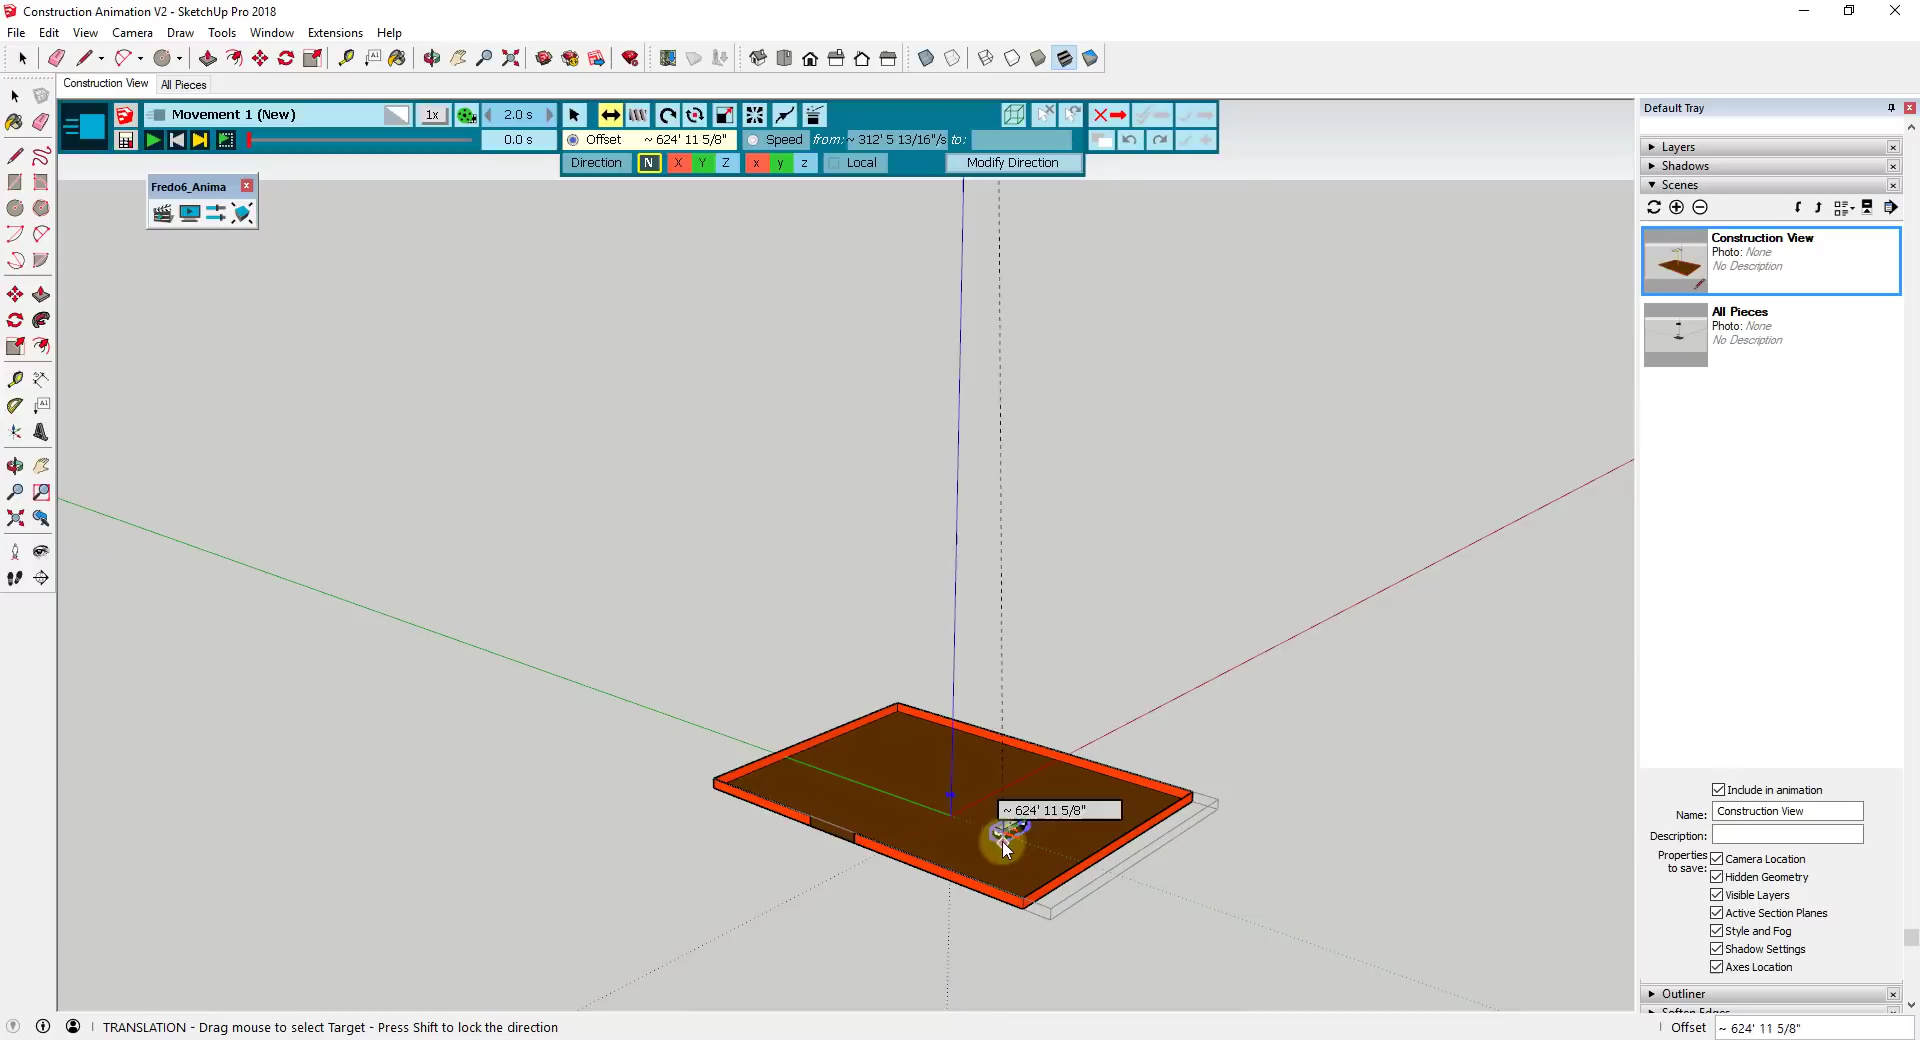 Construction Animation V2 - SketchUp Pro 2018
File Edit View Camera Draw Tools Window Extensions Help
Construction View All Pieces
Movement 1 (New) 1x 2.0 s
0.0 s Offset ~ 624' 11 5/8" Speed from: ~ 312' 5 13/16"/s to:
Direction N X Y Z x y z Local Modify Direction
Fredo6_Anima
~ 624' 11 5/8"
Default Tray
Layers
Shadows
Scenes
Construction View
Photo: None
No Description
All Pieces
Photo: None
No Description
Include in animation
Name: Construction View
Description:
Properties to save:
Camera Location
Hidden Geometry
Visible Layers
Active Section Planes
Style and Fog
Shadow Settings
Axes Location
Outliner
Soften Edges
TRANSLATION - Drag mouse to select Target - Press Shift to lock the direction
Offset ~ 624' 11 5/8"